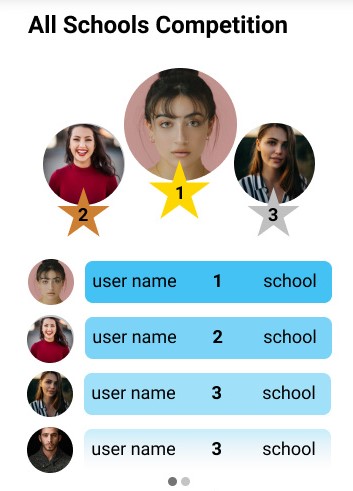 All Schools Competition
1
2
3
user name 1 school
user name 2 school
user name 3 school
user name 3 school